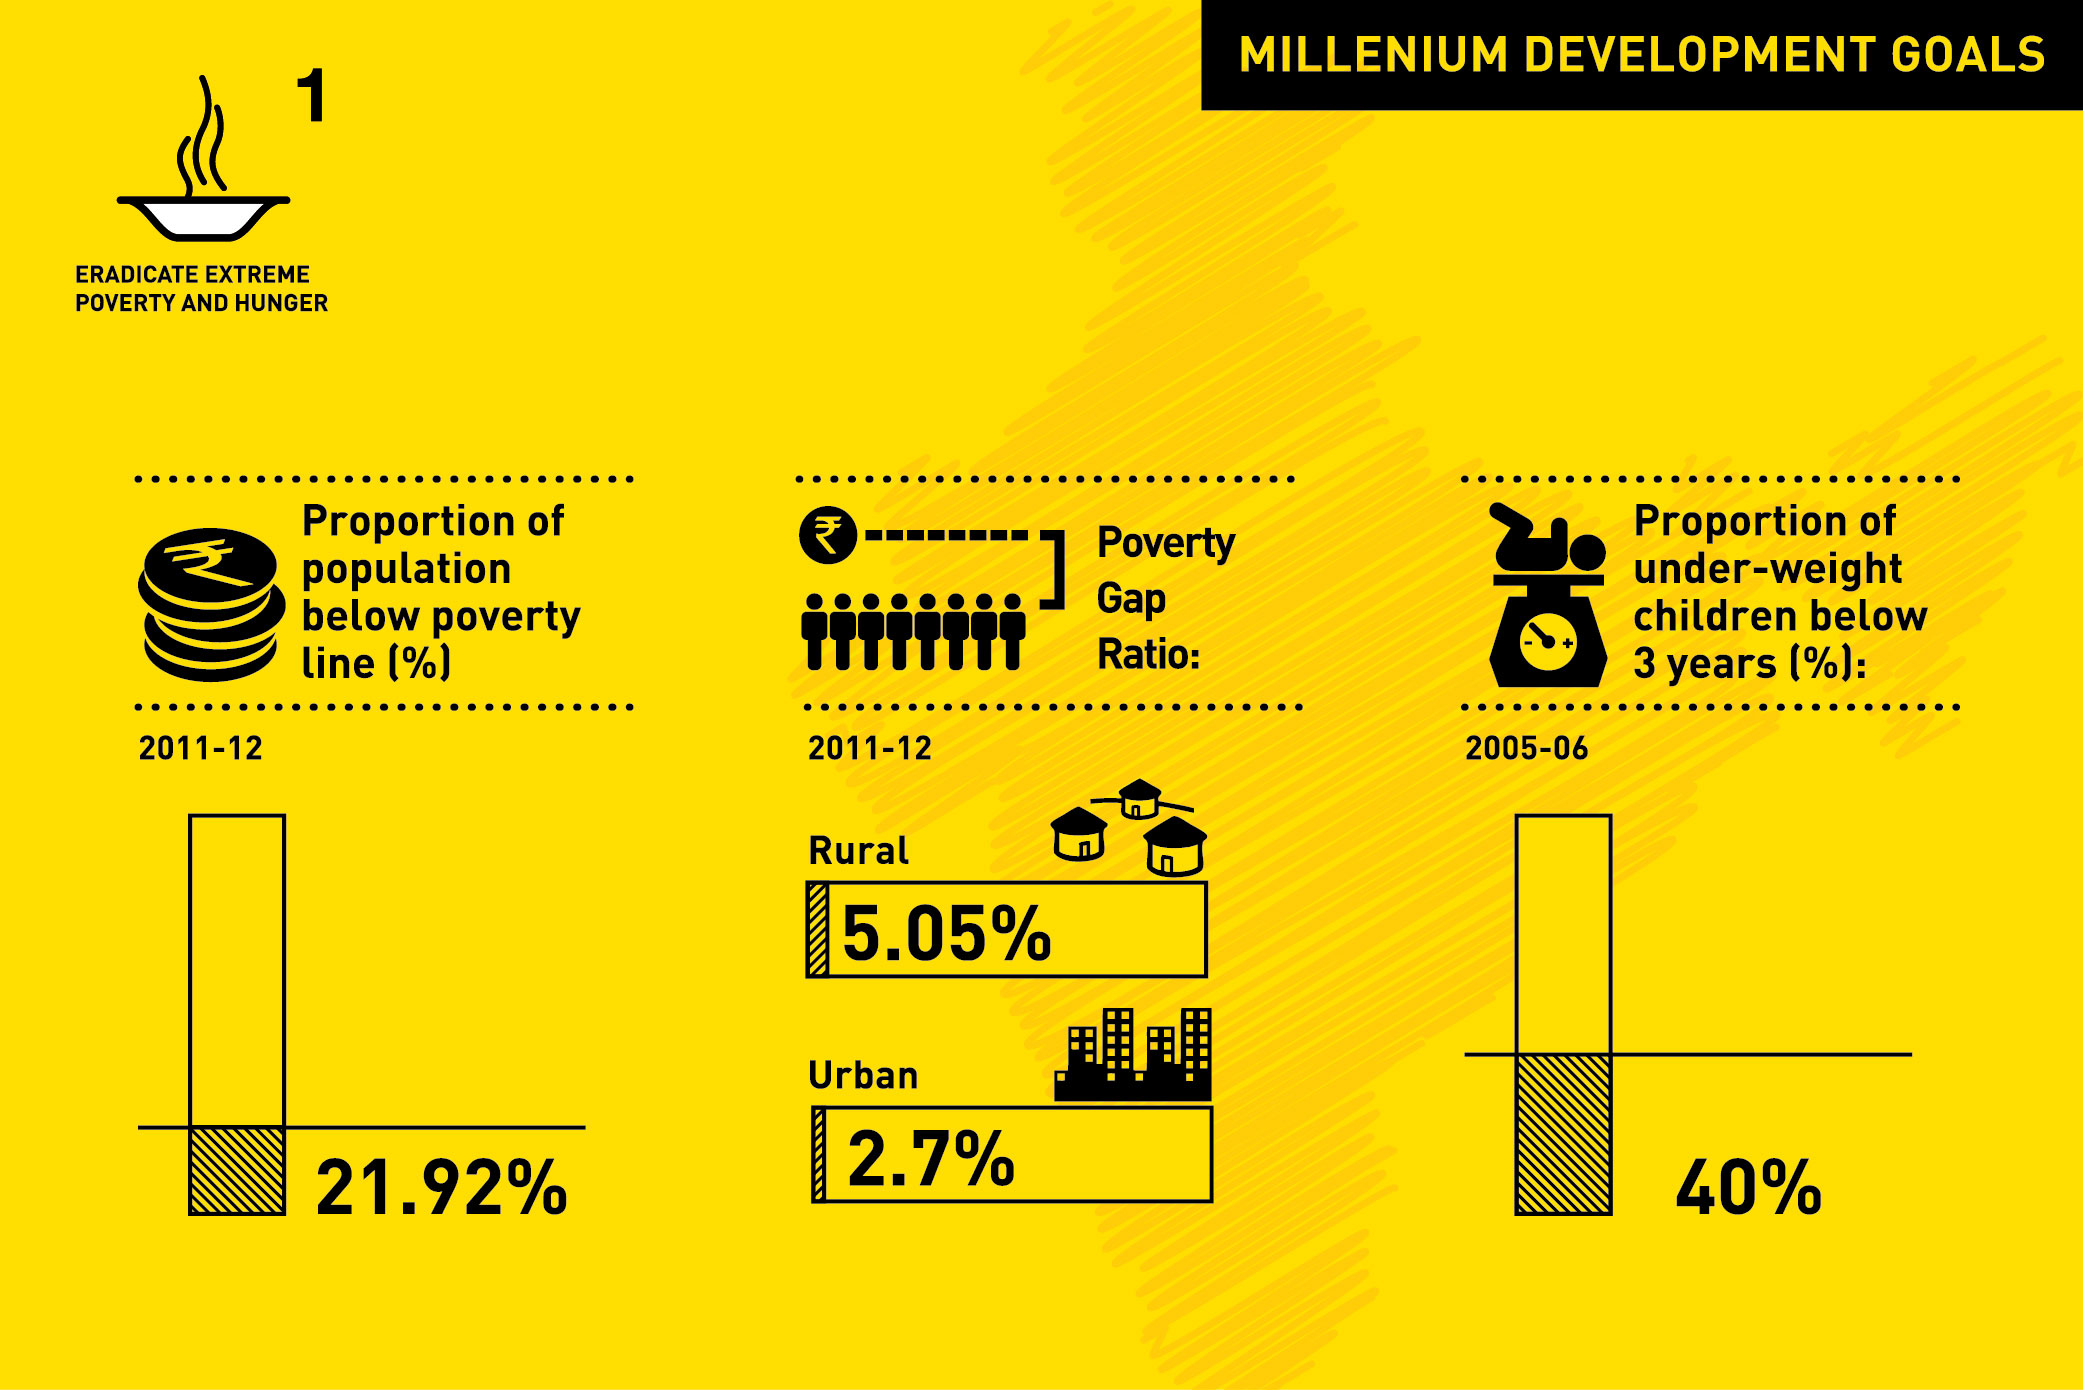 MILLENIUM DEVELOPMENT GOALS
1
ERADICATE EXTREME
POVERTY AND HUNGER
Proportion of
population
below poverty
line (%)
2011-12
21.92%
Poverty
Gap
Ratio:
2011-12
Rural
5.05%
Urban
2.7%
Proportion of
under-weight
children below
3 years (%):
2005-06
40%